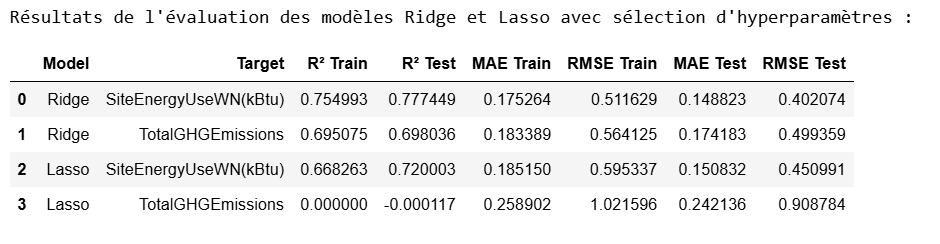 Résultats de l'évaluation des modèles Ridge et Lasso avec sélection d'hyperparamètres :
Model Target R² Train R² Test MAE Train RMSE Train MAE Test RMSE Test
0 Ridge SiteEnergyUseWN(kBtu) 0.754993 0.777449 0.175264 0.511629 0.148823 0.402074
1 Ridge TotalGHGEmissions 0.695075 0.698036 0.183389 0.564125 0.174183 0.499359
2 Lasso SiteEnergyUseWN(kBtu) 0.668263 0.720003 0.185150 0.595337 0.150832 0.450991
3 Lasso TotalGHGEmissions 0.000000 -0.000117 0.258902 1.021596 0.242136 0.908784